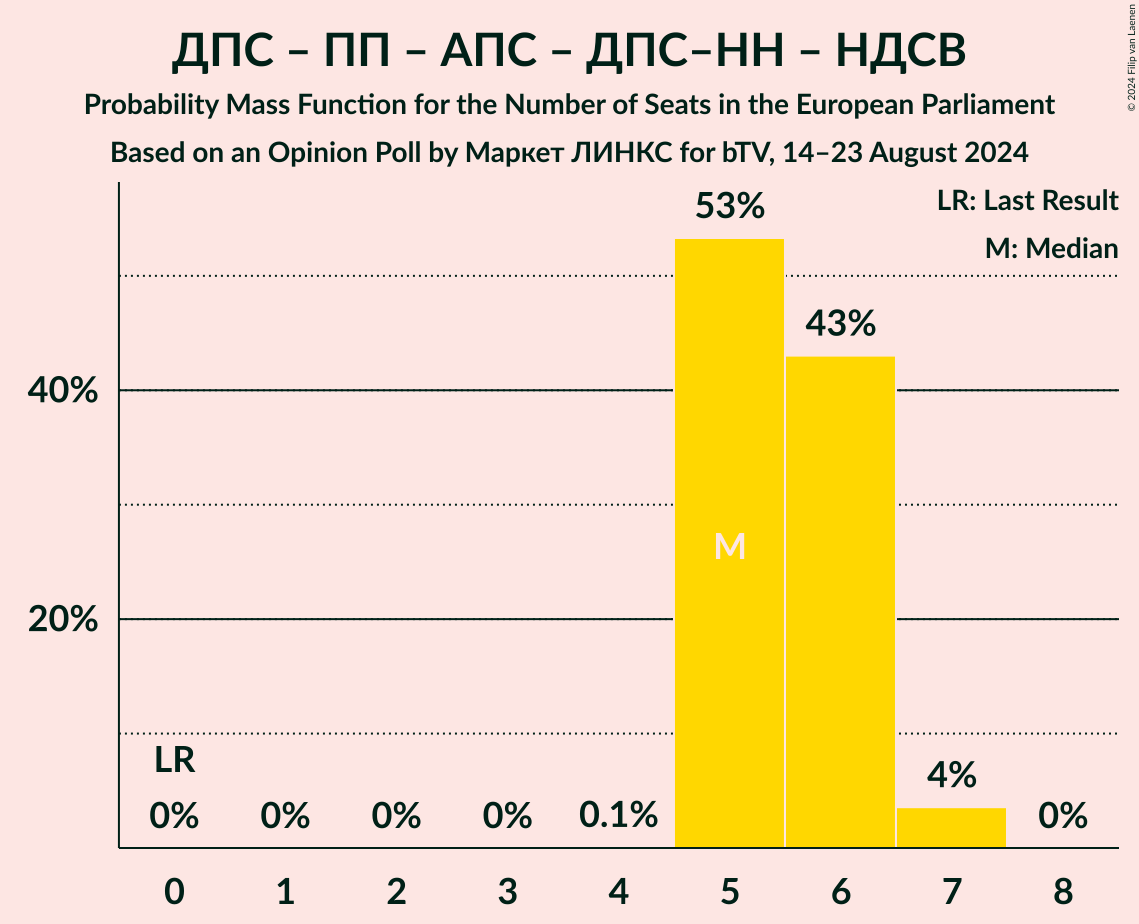 ДПС – ПП – АПС – ДПС–НН – НДСВ
Probability Mass Function for the Number of Seats in the European Parliament
Based on an Opinion Poll by Маркет ЛИНКС for bTV, 14–23 August 2024
© 2024 Filip van Laenen
LR: Last Result
M: Median
53%
43%
40%
M
20%
LR
4%
0% 0% 0% 0% 0.1% 0%
0 1 2 3 4 5 6 7 8